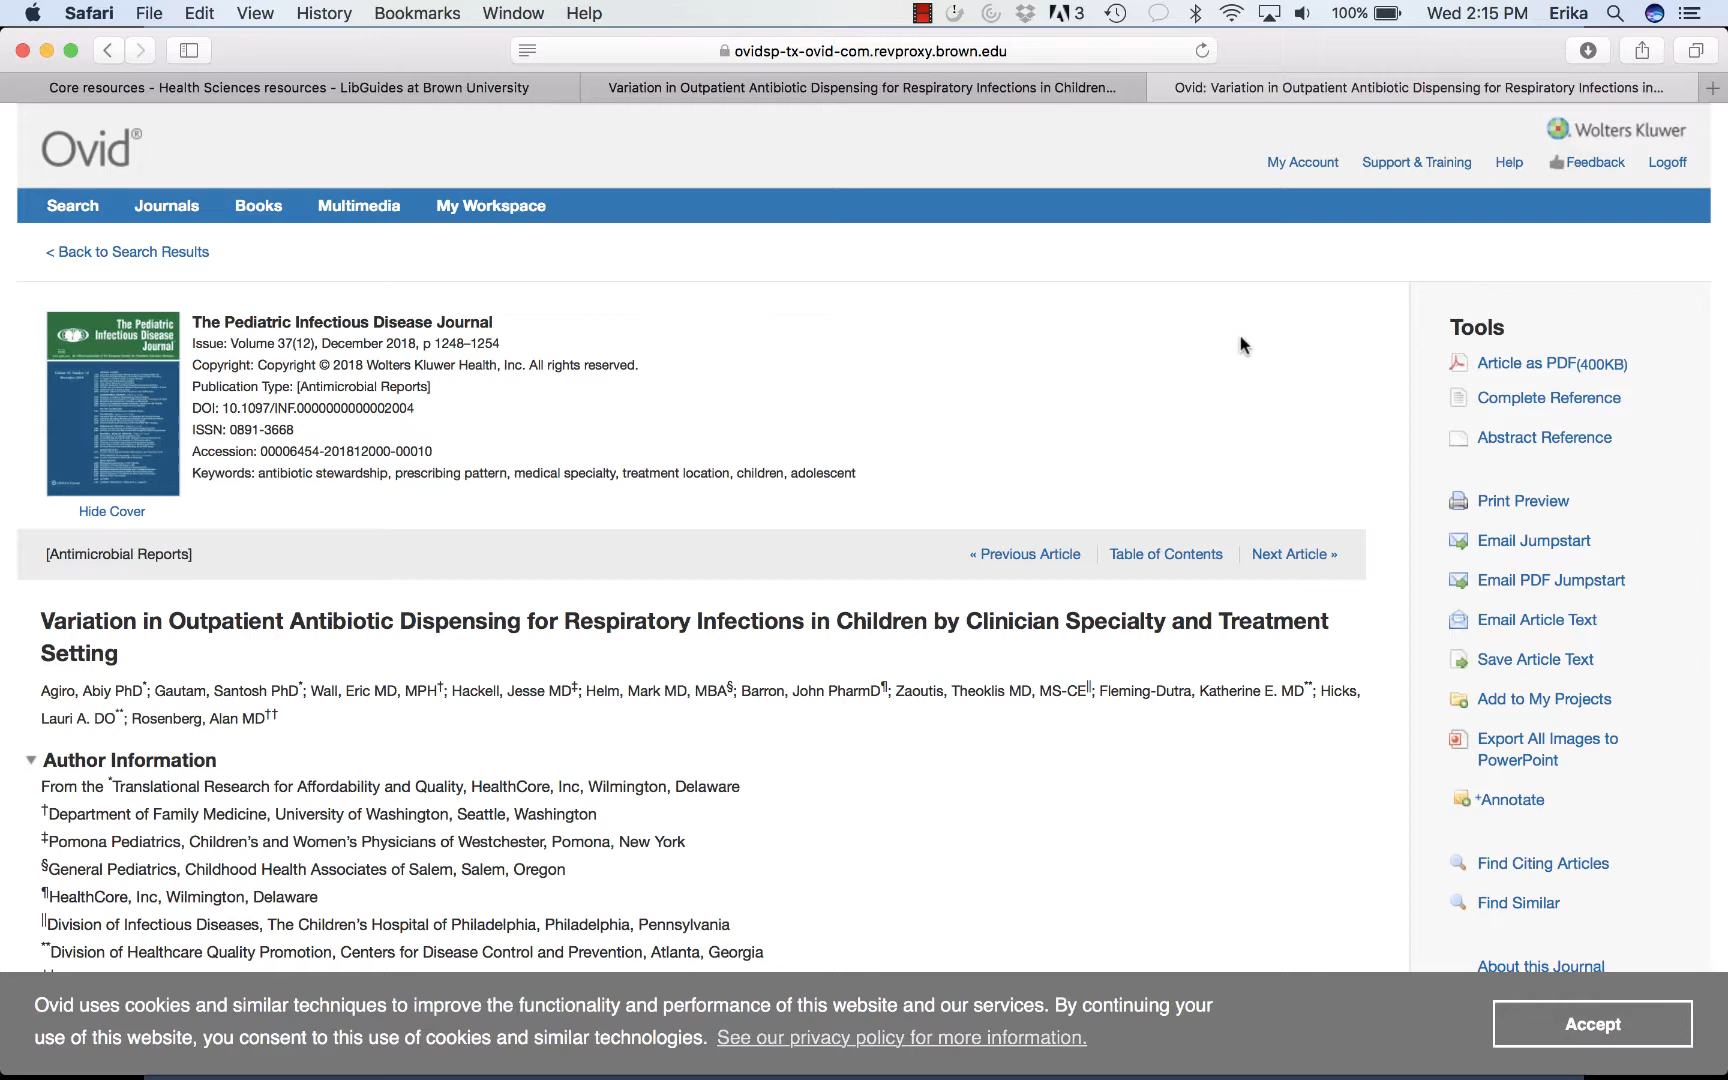 Safari File Edit View History Bookmarks Window Help 3 100% Wed 2:15 PM Erika
ovidsp-tx-ovid-com.revproxy.brown.edu
Core resources - Health Sciences resources - LibGuides at Brown University
Variation in Outpatient Antibiotic Dispensing for Respiratory Infections in Children...
Ovid: Variation in Outpatient Antibiotic Dispensing for Respiratory Infections in...
Ovid®
Wolters Kluwer
My Account Support & Training Help Feedback Logoff
Search Journals Books Multimedia My Workspace
< Back to Search Results
The Pediatric
Infectious Disease
Journal
Hide Cover
The Pediatric Infectious Disease Journal
Issue: Volume 37(12), December 2018, p 1248–1254
Copyright: Copyright © 2018 Wolters Kluwer Health, Inc. All rights reserved.
Publication Type: [Antimicrobial Reports]
DOI: 10.1097/INF.0000000000002004
ISSN: 0891-3668
Accession: 00006454-201812000-00010
Keywords: antibiotic stewardship, prescribing pattern, medical specialty, treatment location, children, adolescent
[Antimicrobial Reports]
« Previous Article Table of Contents Next Article »
Variation in Outpatient Antibiotic Dispensing for Respiratory Infections in Children by Clinician Specialty and Treatment
Setting
Agiro, Abiy PhD*; Gautam, Santosh PhD*; Wall, Eric MD, MPH†; Hackell, Jesse MD‡; Helm, Mark MD, MBA§; Barron, John PharmD¶; Zaoutis, Theoklis MD, MS-CE||; Fleming-Dutra, Katherine E. MD**; Hicks,
Lauri A. DO**; Rosenberg, Alan MD††
Author Information
From the *Translational Research for Affordability and Quality, HealthCore, Inc, Wilmington, Delaware
†Department of Family Medicine, University of Washington, Seattle, Washington
‡Pomona Pediatrics, Children's and Women's Physicians of Westchester, Pomona, New York
§General Pediatrics, Childhood Health Associates of Salem, Salem, Oregon
¶HealthCore, Inc, Wilmington, Delaware
||Division of Infectious Diseases, The Children's Hospital of Philadelphia, Philadelphia, Pennsylvania
**Division of Healthcare Quality Promotion, Centers for Disease Control and Prevention, Atlanta, Georgia
Tools
Article as PDF(400KB)
Complete Reference
Abstract Reference
Print Preview
Email Jumpstart
Email PDF Jumpstart
Email Article Text
Save Article Text
Add to My Projects
Export All Images to
PowerPoint
+Annotate
Find Citing Articles
Find Similar
About this Journal
Ovid uses cookies and similar techniques to improve the functionality and performance of this website and our services. By continuing your
use of this website, you consent to this use of cookies and similar technologies. See our privacy policy for more information.
Accept